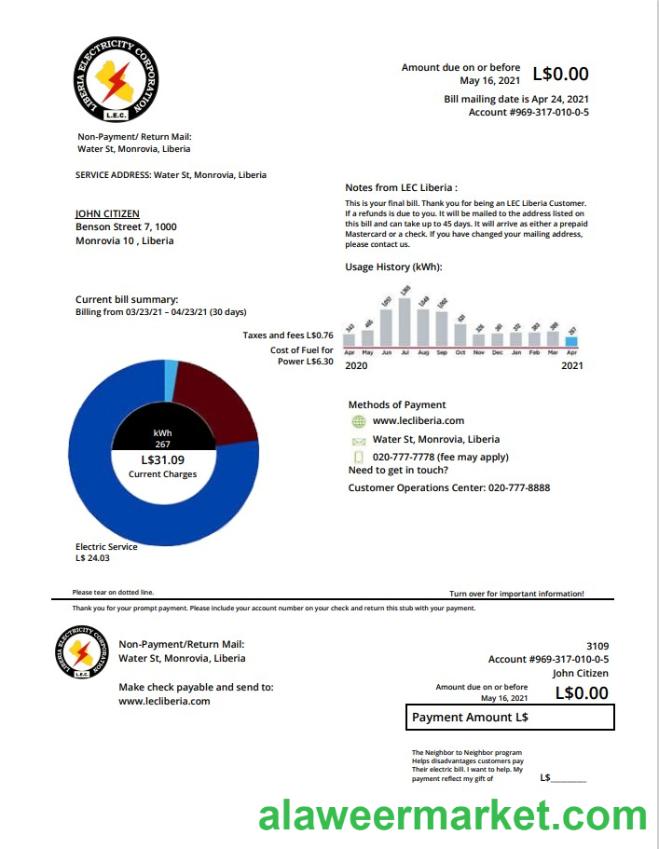 LIBERIA ELECTRICITY CORPORATION
L.E.C.
Amount due on or before
May 16, 2021
L$0.00
Bill mailing date is Apr 24, 2021
Account #969-317-010-0-5
Non-Payment/ Return Mail:
Water St, Monrovia, Liberia
SERVICE ADDRESS: Water St, Monrovia, Liberia
JOHN CITIZEN
Benson Street 7, 1000
Monrovia 10 , Liberia
Notes from LEC Liberia :
This is your final bill. Thank you for being an LEC Liberia Customer.
If a refunds is due to you. It will be mailed to the address listed on
this bill and can take up to 45 days. It will arrive as either a prepaid
Mastercard or a check. If you have changed your mailing address,
please contact us.
Usage History (kWh):
Apr May Jun Jul Aug Sep Oct Nov Dec Jan Jun Feb Mar Apr
2020 2021
Current bill summary:
Billing from 03/23/21 – 04/23/21 (30 days)
Taxes and fees L$0.76
Cost of Fuel for
Power L$6.30
kWh
267
L$31.09
Current Charges
Electric Service
L$ 24.03
Methods of Payment
www.lecliberia.com
Water St, Monrovia, Liberia
020-777-7778 (fee may apply)
Need to get in touch?
Customer Operations Center: 020-777-8888
Please tear on dotted line.
Turn over for important information!
Thank you for your prompt payment. Please include your account number on your check and return this stub with your payment.
LIBERIA ELECTRICITY CORPORATION
L.E.C.
Non-Payment/Return Mail:
Water St, Monrovia, Liberia
Make check payable and send to:
www.lecliberia.com
3109
Account #969-317-010-0-5
John Citizen
Amount due on or before
May 16, 2021
L$0.00
Payment Amount L$
The Neighbor to Neighbor program
Helps disadvantages customers pay
Their electric bill. I want to help. My
payment reflect my gift of
L$________
alaweermarket.com